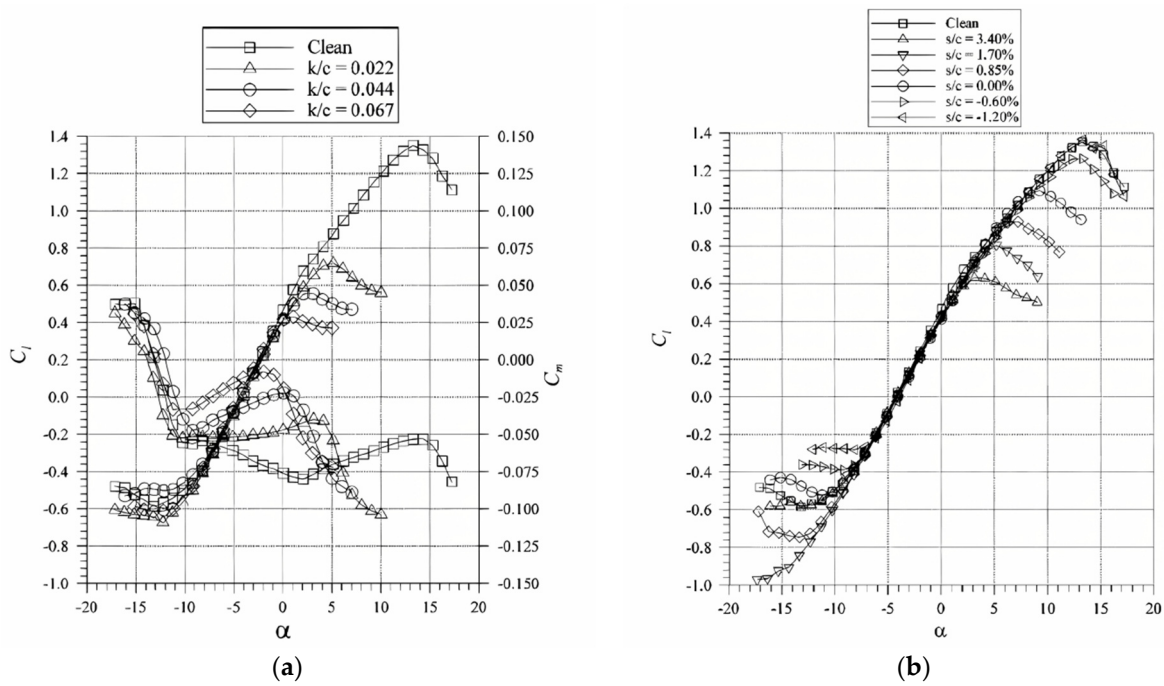 Clean
k/c = 0.022
k/c = 0.044
k/c = 0.067
1.4
1.2
1.0
0.8
0.6
0.4
0.2
0.0
-0.2
-0.4
-0.6
-0.8
-1.0
C_l
0.150
0.125
0.100
0.075
0.050
0.025
0.000
-0.025
-0.050
-0.075
-0.100
-0.125
-0.150
C_m
-20 -15 -10 -5 0 5 10 15 20
α
(a)
Clean
s/c = 3.40%
s/c = 1.70%
s/c = 0.85%
s/c = 0.00%
s/c = -0.60%
s/c = -1.20%
1.4
1.2
1.0
0.8
0.6
0.4
0.2
0.0
-0.2
-0.4
-0.6
-0.8
-1.0
C_l
-20 -15 -10 -5 0 5 10 15 20
α
(b)